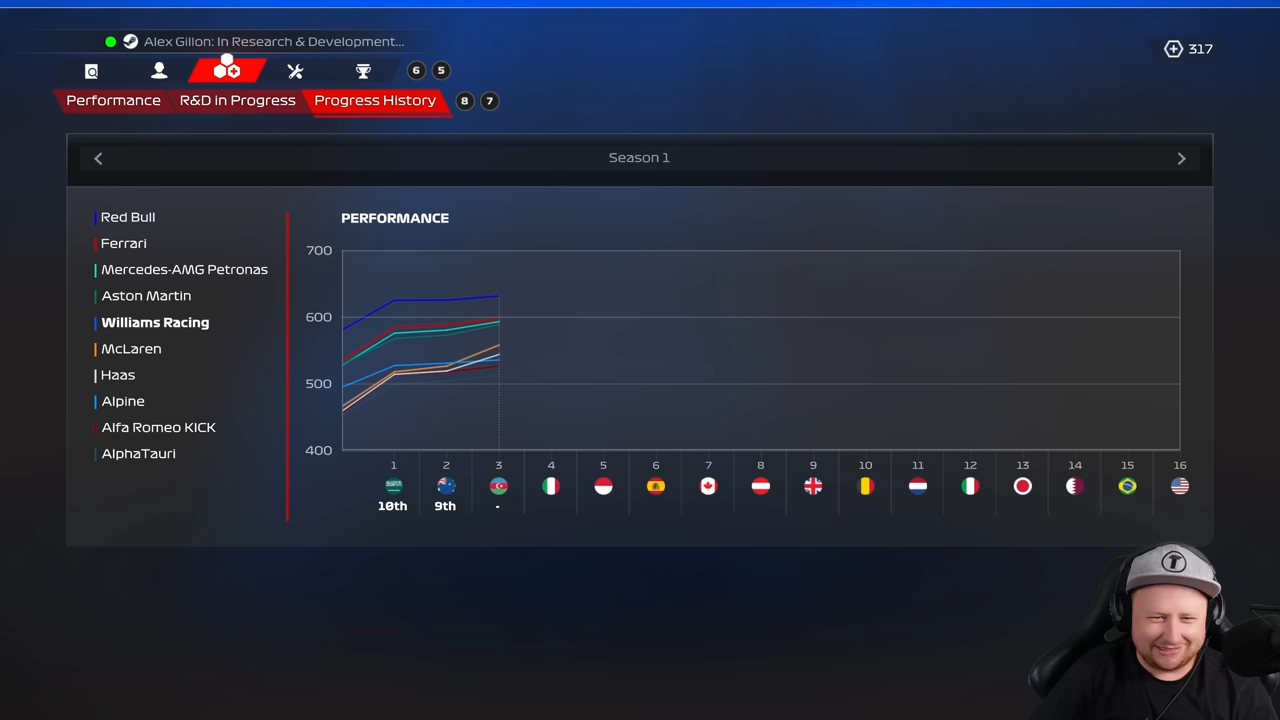 Alex Gillon: In Research & Development...
317
6 5
Performance R&D in Progress Progress History 8 7
Season 1
Red Bull
Ferrari
Mercedes-AMG Petronas
Aston Martin
Williams Racing
McLaren
Haas
Alpine
Alfa Romeo KICK
AlphaTauri
PERFORMANCE
700
600
500
400
1 2 3 4 5 6 7 8 9 10 11 12 13 14 15 16
10th 9th -